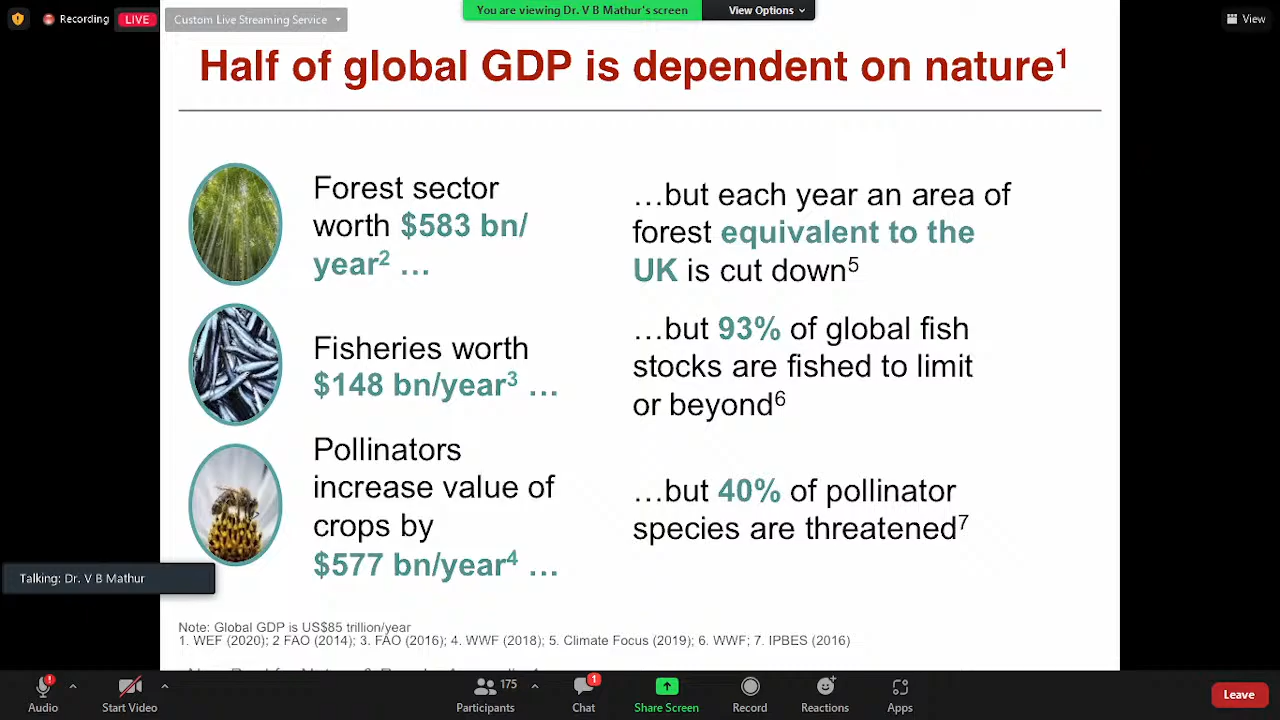 Recording
LIVE
Custom Live Streaming Service
You are viewing Dr. V B Mathur's screen
View Options
View
Half of global GDP is dependent on nature¹
Forest sector
worth $583 bn/
year² …
…but each year an area of
forest equivalent to the
UK is cut down⁵
Fisheries worth
$148 bn/year³ …
…but 93% of global fish
stocks are fished to limit
or beyond⁶
Pollinators
increase value of
crops by
$577 bn/year⁴ …
…but 40% of pollinator
species are threatened⁷
Talking: Dr. V B Mathur
Note: Global GDP is US$85 trillion/year
1. WEF (2020); 2 FAO (2014); 3. FAO (2016); 4. WWF (2018); 5. Climate Focus (2019); 6. WWF; 7. IPBES (2016)
Audio
Start Video
175
Participants
1
Chat
Share Screen
Record
Reactions
Apps
Leave